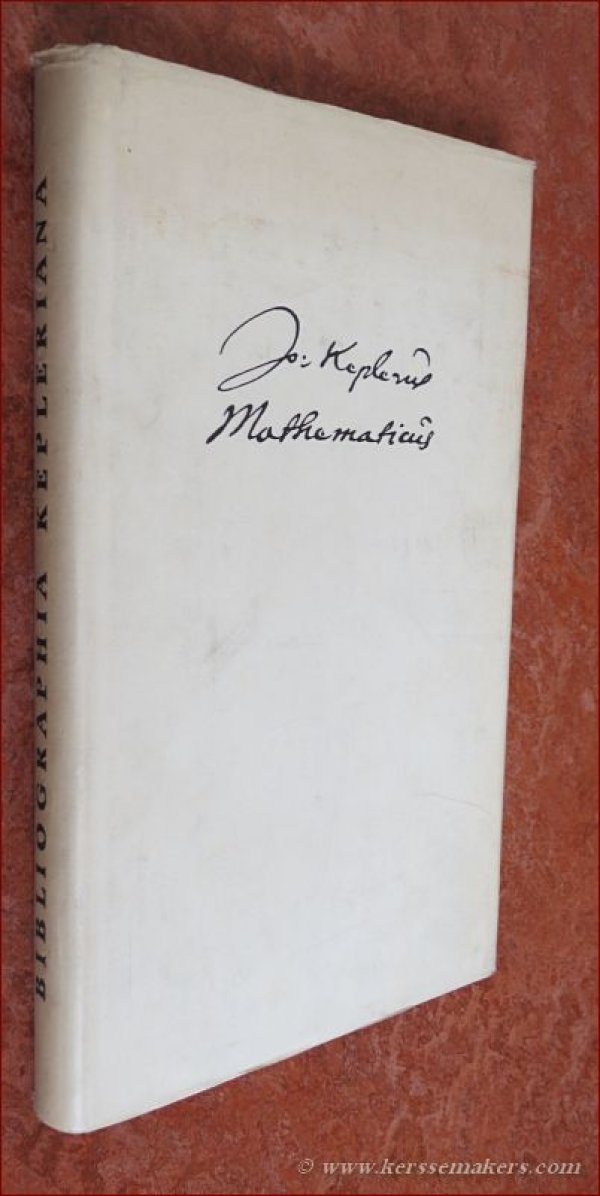 BIBLIOGRAPHIA KEPLERIANA
Jo: Keplerus
Mathematicus
© www.kerssemakers.com